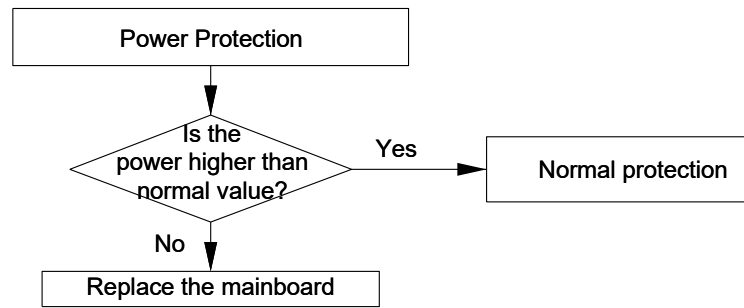 Power Protection
Is the
power higher than
normal value?
Yes
Normal protection
No
Replace the mainboard